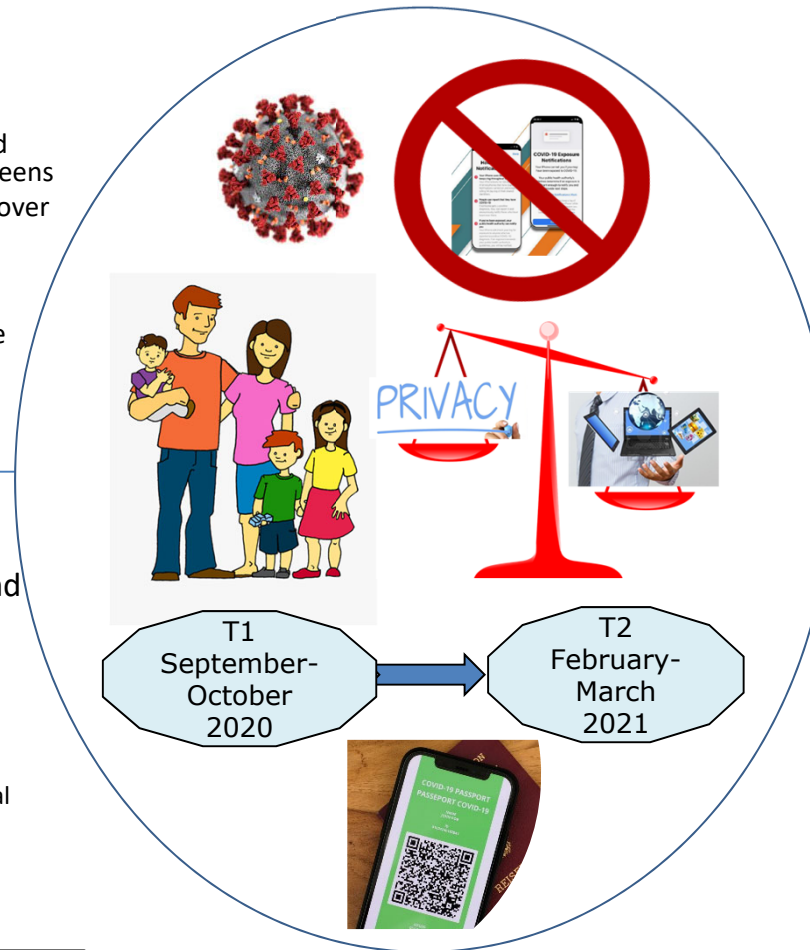 d
eens
over
e
nd
al
COVID-19 Exposure
Notifications
PRIVACY
T1
September-
October
2020
T2
February-
March
2021
COVID-19 PASSPORT
PASSEPORT COVID-19